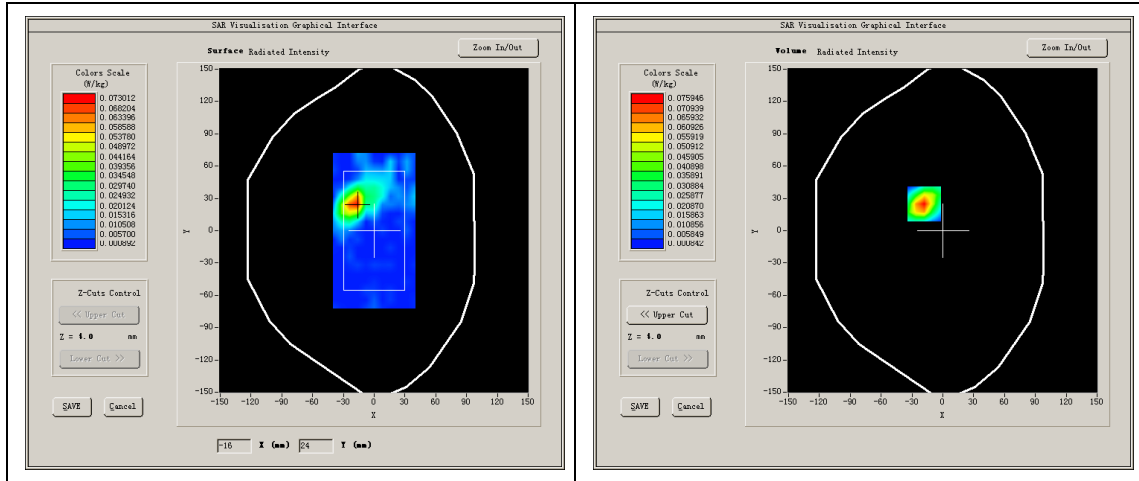 SAR Visualisation Graphical Interface
Surface Radiated Intensity
Zoom In/Out
Colors Scale
(W/kg)
0.073012
0.068204
0.063396
0.058588
0.053780
0.048972
0.044164
0.039356
0.034548
0.029740
0.024932
0.020124
0.015316
0.010508
0.005700
0.000892
150
120
90
60
30
0
-30
-60
-90
-120
-150
Y
-150 -120 -90 -60 -30 0 30 60 90 120 150
X
Z-Cuts Control
<< Upper Cut
Z = 4.0 mm
Lower Cut >>
SAVE Cancel
-16 X (mm) 24 Y (mm)
SAR Visualisation Graphical Interface
Volume Radiated Intensity
Zoom In/Out
Colors Scale
(W/kg)
0.075946
0.070939
0.065932
0.060926
0.055919
0.050912
0.045905
0.040898
0.035891
0.030884
0.025877
0.020870
0.015863
0.010856
0.005849
0.000842
150
120
90
60
30
0
-30
-60
-90
-120
-150
Y
-150 -120 -90 -60 -30 0 30 60 90 120 150
X
Z-Cuts Control
<< Upper Cut
Z = 4.0 mm
Lower Cut >>
SAVE Cancel